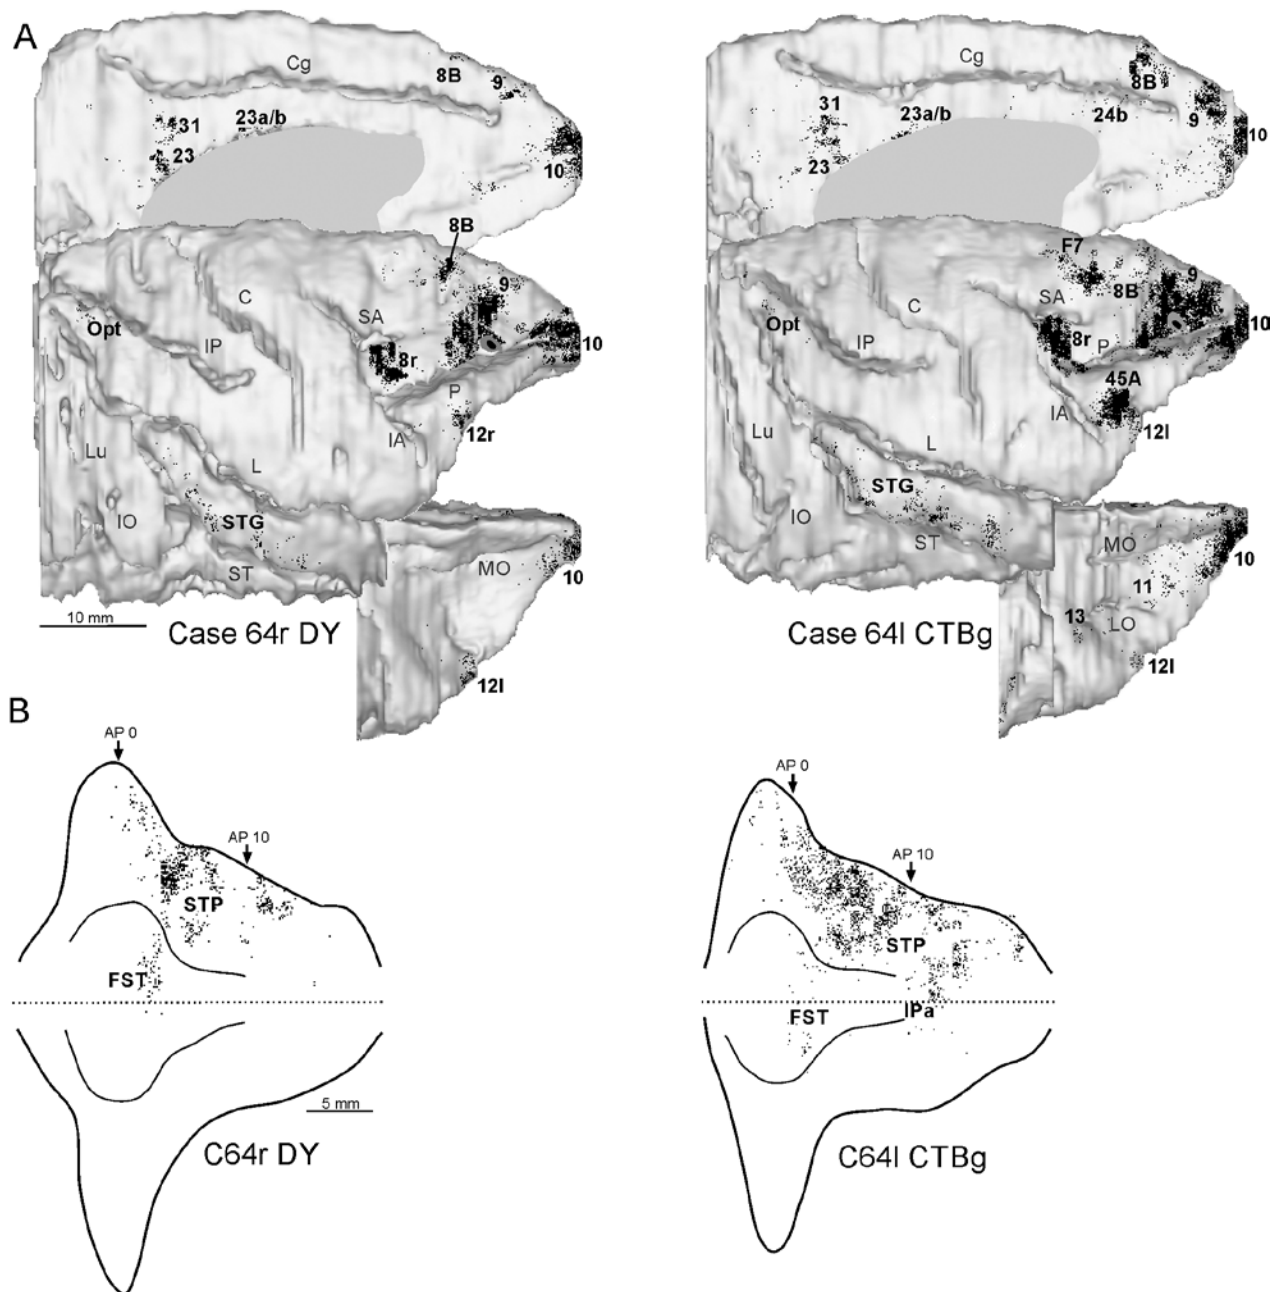 A
Cg
8B
9
31
23a/b
23
10
8B
9
C
SA
Opt
IP
8r
10
P
12r
IA
Lu
L
STG
IO
ST
MO
10
10 mm
Case 64r DY
12l
Cg
8B
31
23a/b
24b
9
10
23
F7
9
8B
C
SA
Opt
IP
8r
P
10
45A
IA
12l
Lu
L
STG
IO
ST
MO
10
11
13
LO
Case 64l CTBg
12l
B
AP 0
AP 10
STP
FST
5 mm
C64r DY
AP 0
AP 10
STP
FST
IPa
C64l CTBg